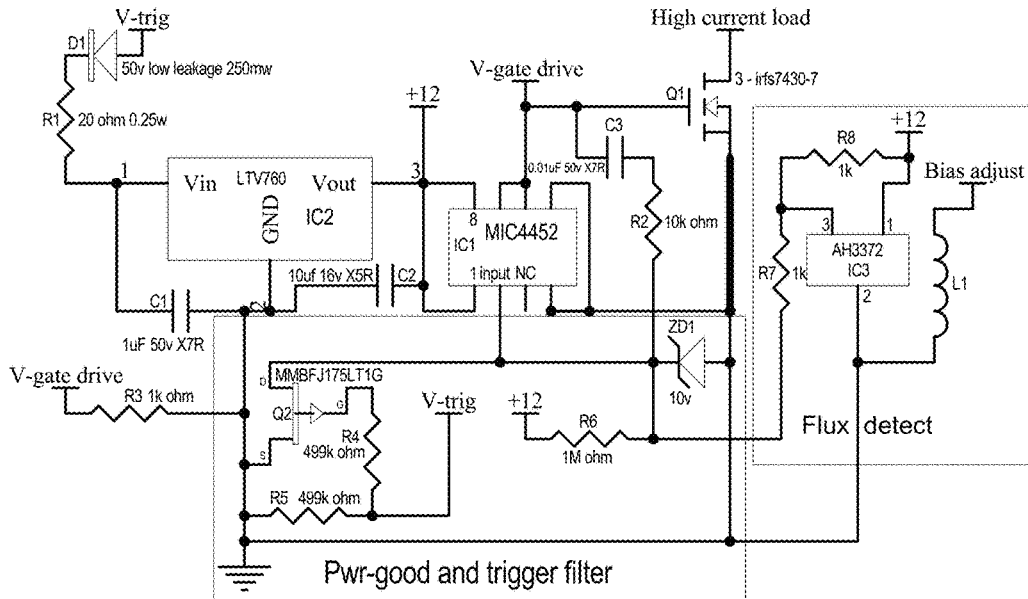 V-trig
D1
50v low leakage 250mw
R1
20 ohm 0.25w
1
Vin
LTV760
Vout
GND
IC2
3
2
+12
C1
1uF 50v X7R
10uf 16v X5R
C2
V-gate drive
C3
0.01uF 50v X7R
8
MIC4452
IC1
1 input NC
R2
10k ohm
High current load
3 - irfs7430-7
Q1
+12
R8
1k
Bias adjust
3
1
AH3372
IC3
2
R7
1k
L1
Flux detect
ZD1
10v
V-gate drive
R3 1k ohm
D
MMBFJ175LT1G
Q2
G
S
R4
499k ohm
R5 499k ohm
V-trig
+12
R6
1M ohm
Pwr-good and trigger filter